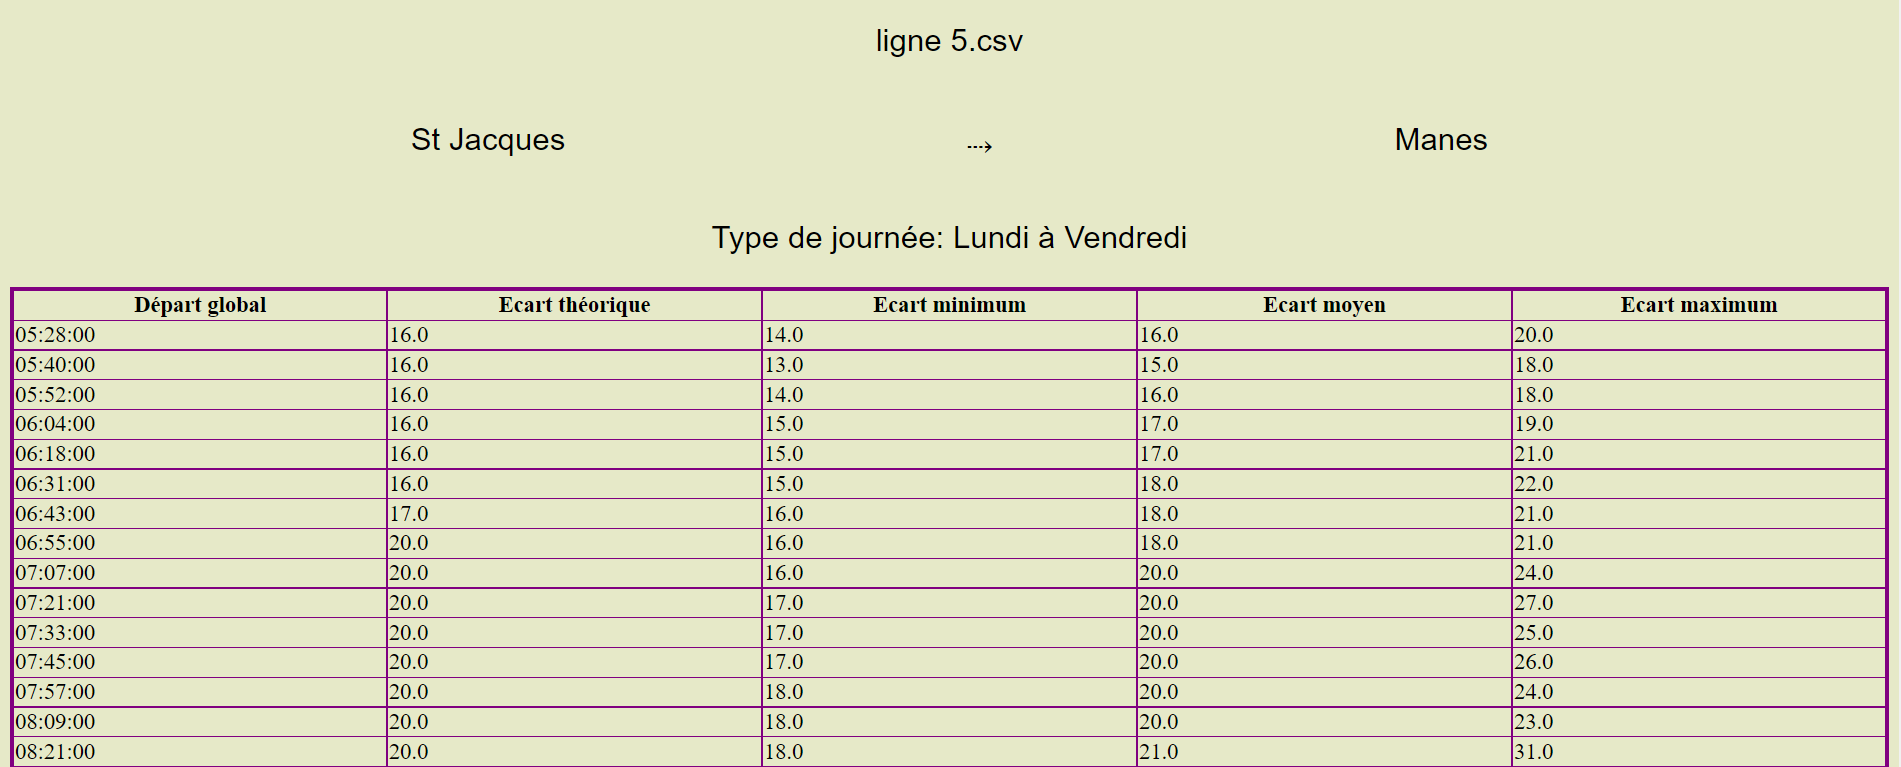 ligne 5.csv
St Jacques ⤑ Manes
Type de journée: Lundi à Vendredi
Départ global Ecart théorique Ecart minimum Ecart moyen Ecart maximum
05:28:00 16.0 14.0 16.0 20.0
05:40:00 16.0 13.0 15.0 18.0
05:52:00 16.0 14.0 16.0 18.0
06:04:00 16.0 15.0 17.0 19.0
06:18:00 16.0 15.0 17.0 21.0
06:31:00 16.0 15.0 18.0 22.0
06:43:00 17.0 16.0 18.0 21.0
06:55:00 20.0 16.0 18.0 21.0
07:07:00 20.0 16.0 20.0 24.0
07:21:00 20.0 17.0 20.0 27.0
07:33:00 20.0 17.0 20.0 25.0
07:45:00 20.0 17.0 20.0 26.0
07:57:00 20.0 18.0 20.0 24.0
08:09:00 20.0 18.0 20.0 23.0
08:21:00 20.0 18.0 21.0 31.0